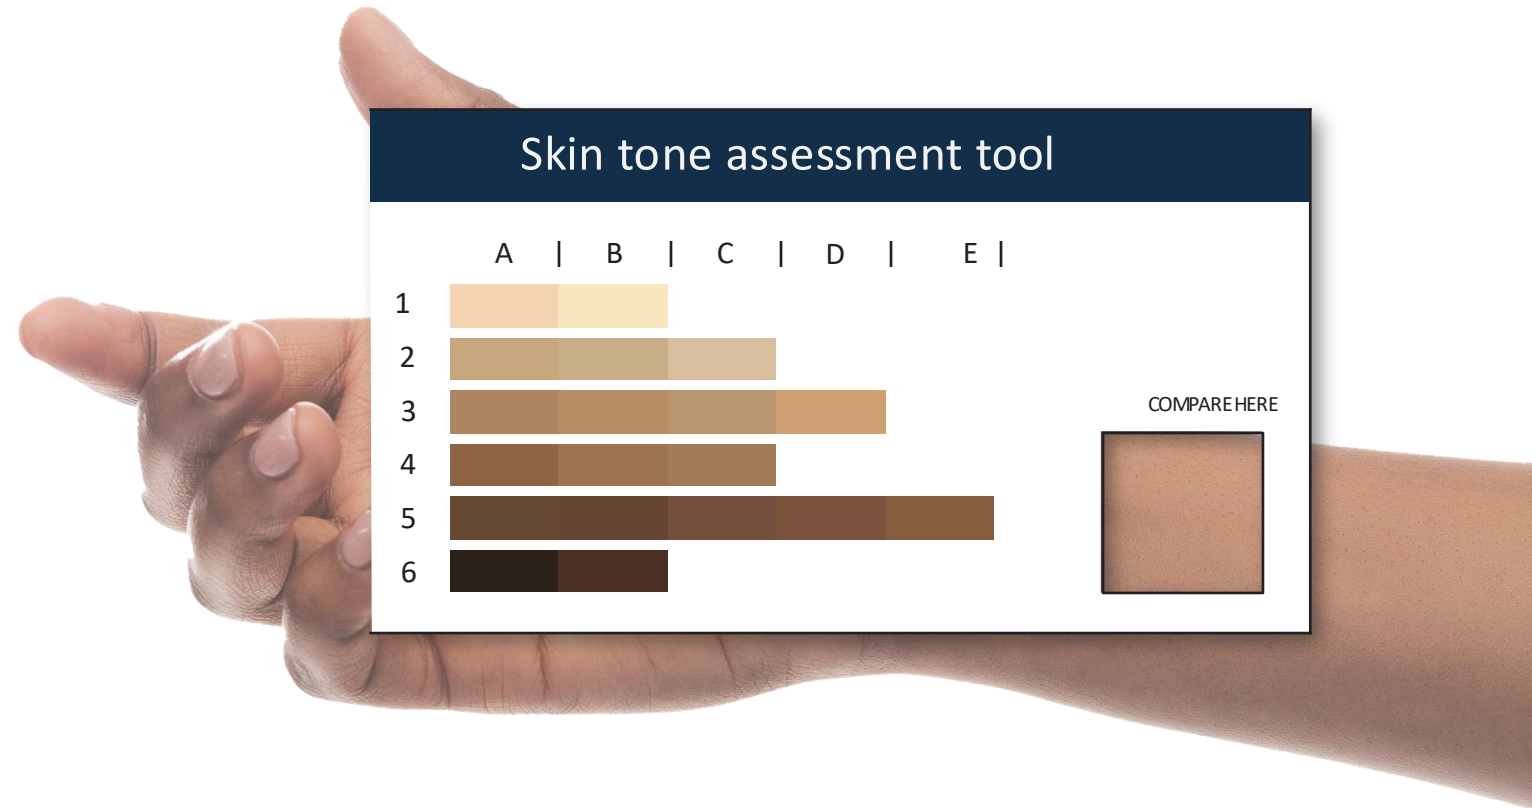 Skin tone assessment tool
A | B | C | D | E |
1
2
3
COMPARE HERE
4
5
6